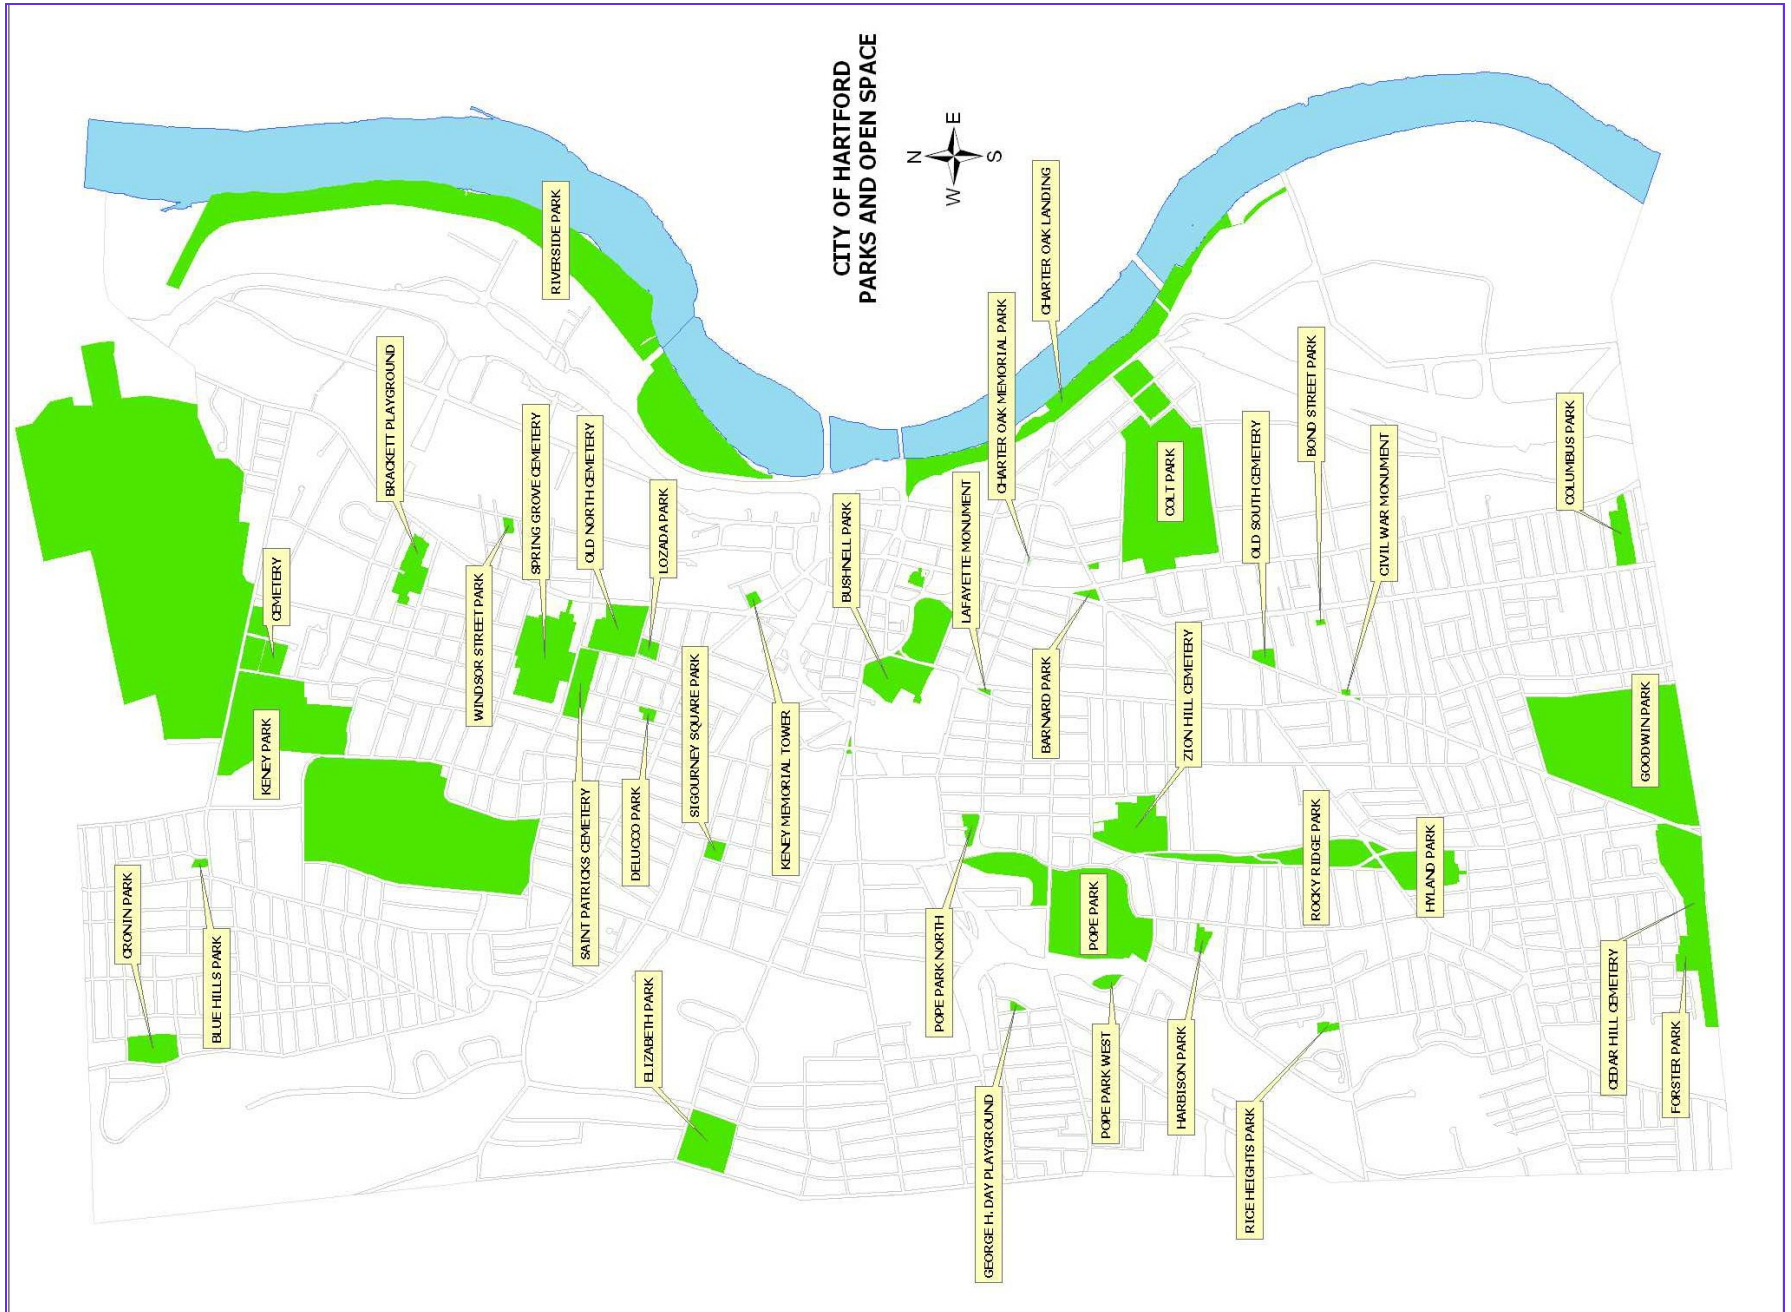 CITY OF HARTFORD
PARKS AND OPEN SPACE
N
E
S
W
RIVERSIDE PARK
CHARTER OAK LANDING
CHARTER OAK MEMORIAL PARK
BRACKETT PLAYGROUND
SPRING GROVE CEMETERY
OLD NORTH CEMETERY
LOZADA PARK
BUSHNELL PARK
LAFAYETTE MONUMENT
COLT PARK
OLD SOUTH CEMETERY
BOND STREET PARK
CIVIL WAR MONUMENT
COLUMBUS PARK
CEMETERY
WINDSOR STREET PARK
KENEY PARK
SIGOURNEY SQUARE PARK
KENEY MEMORIAL TOWER
BARNARD PARK
ZION HILL CEMETERY
GOODWIN PARK
CRONIN PARK
BLUE HILLS PARK
SAINT PATRICKS CEMETERY
DELUCCO PARK
ELIZABETH PARK
POPE PARK NORTH
POPE PARK
ROCKY RIDGE PARK
HYLAND PARK
GEORGE H. DAY PLAYGROUND
POPE PARK WEST
HARBISON PARK
RICE HEIGHTS PARK
CEDAR HILL CEMETERY
FORSTER PARK